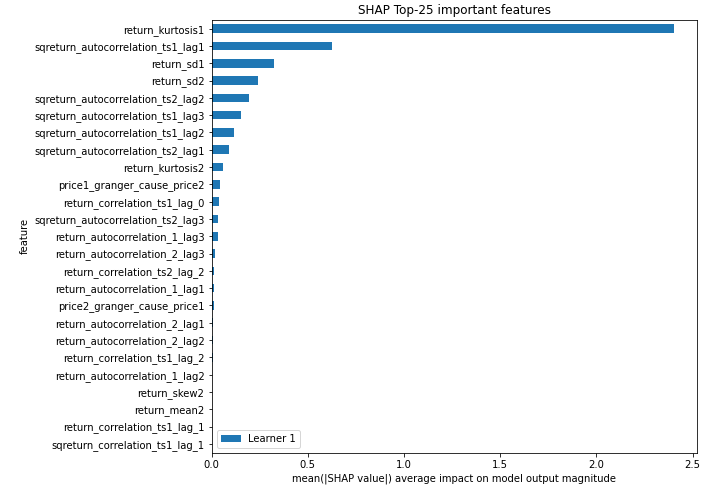 SHAP Top-25 important features
return_kurtosis1
sqreturn_autocorrelation_ts1_lag1
return_sd1
return_sd2
sqreturn_autocorrelation_ts2_lag2
sqreturn_autocorrelation_ts1_lag3
sqreturn_autocorrelation_ts1_lag2
sqreturn_autocorrelation_ts2_lag1
return_kurtosis2
price1_granger_cause_price2
return_correlation_ts1_lag_0
sqreturn_autocorrelation_ts2_lag3
return_autocorrelation_1_lag3
return_autocorrelation_2_lag3
return_correlation_ts2_lag_2
return_autocorrelation_1_lag1
price2_granger_cause_price1
return_autocorrelation_2_lag1
return_autocorrelation_2_lag2
return_correlation_ts1_lag_2
return_autocorrelation_1_lag2
return_skew2
return_mean2
return_correlation_ts1_lag_1
sqreturn_correlation_ts1_lag_1
feature
Learner 1
0.0 0.5 1.0 1.5 2.0 2.5
mean(|SHAP value|) average impact on model output magnitude